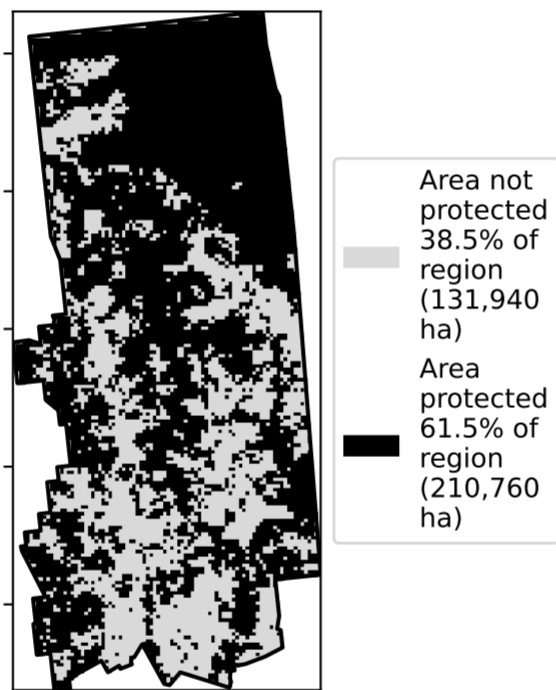 Area not
protected
38.5% of
region
(131,940
ha)
Area
protected
61.5% of
region
(210,760
ha)